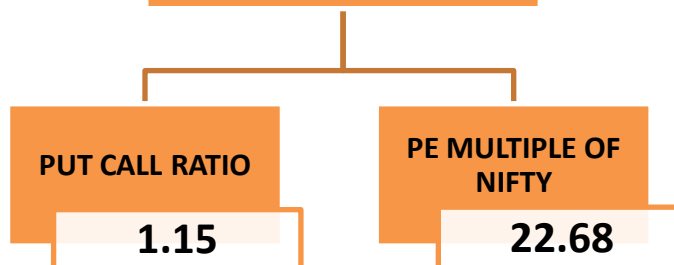 PUT CALL RATIO
1.15
PE MULTIPLE OF
NIFTY
22.68